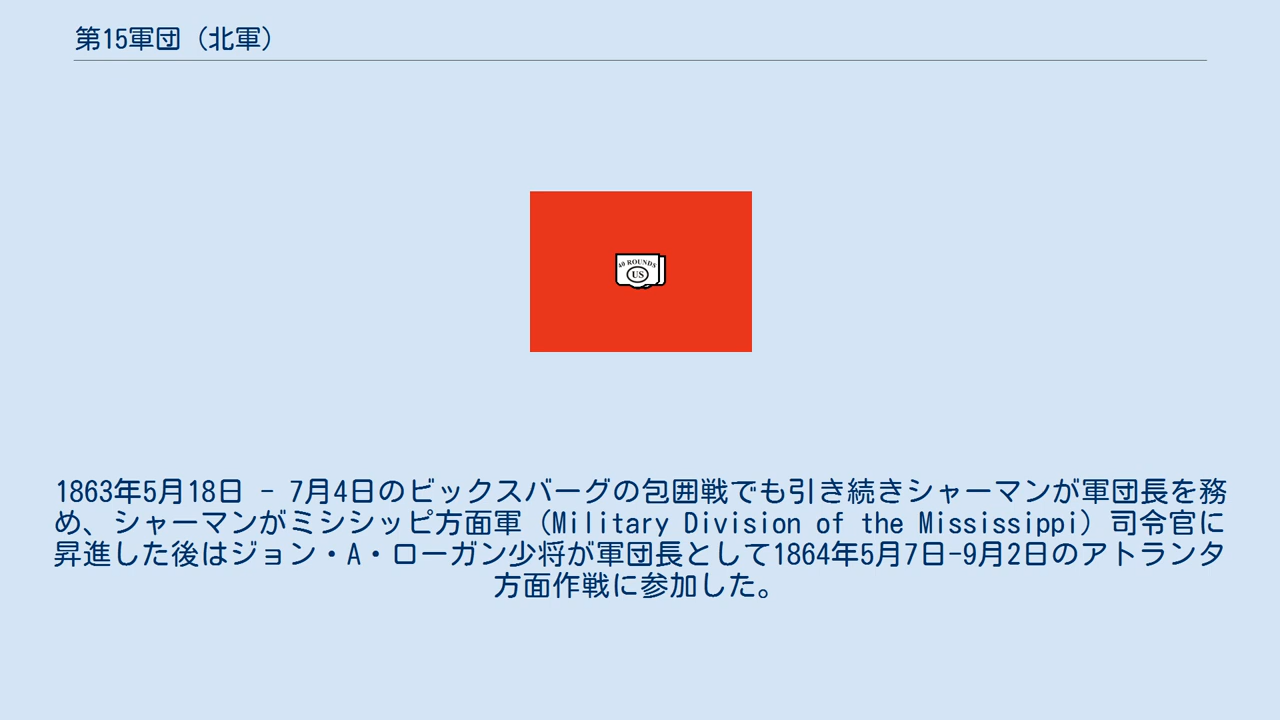 第15軍団（北軍）
40 ROUNDS
US
1863年5月18日 - 7月4日のビックスバーグの包囲戦でも引き続きシャーマンが軍団長を務
め、シャーマンがミシシッピ方面軍（Military Division of the Mississippi）司令官に
昇進した後はジョン・A・ローガン少将が軍団長として1864年5月7日-9月2日のアトランタ
方面作戦に参加した。